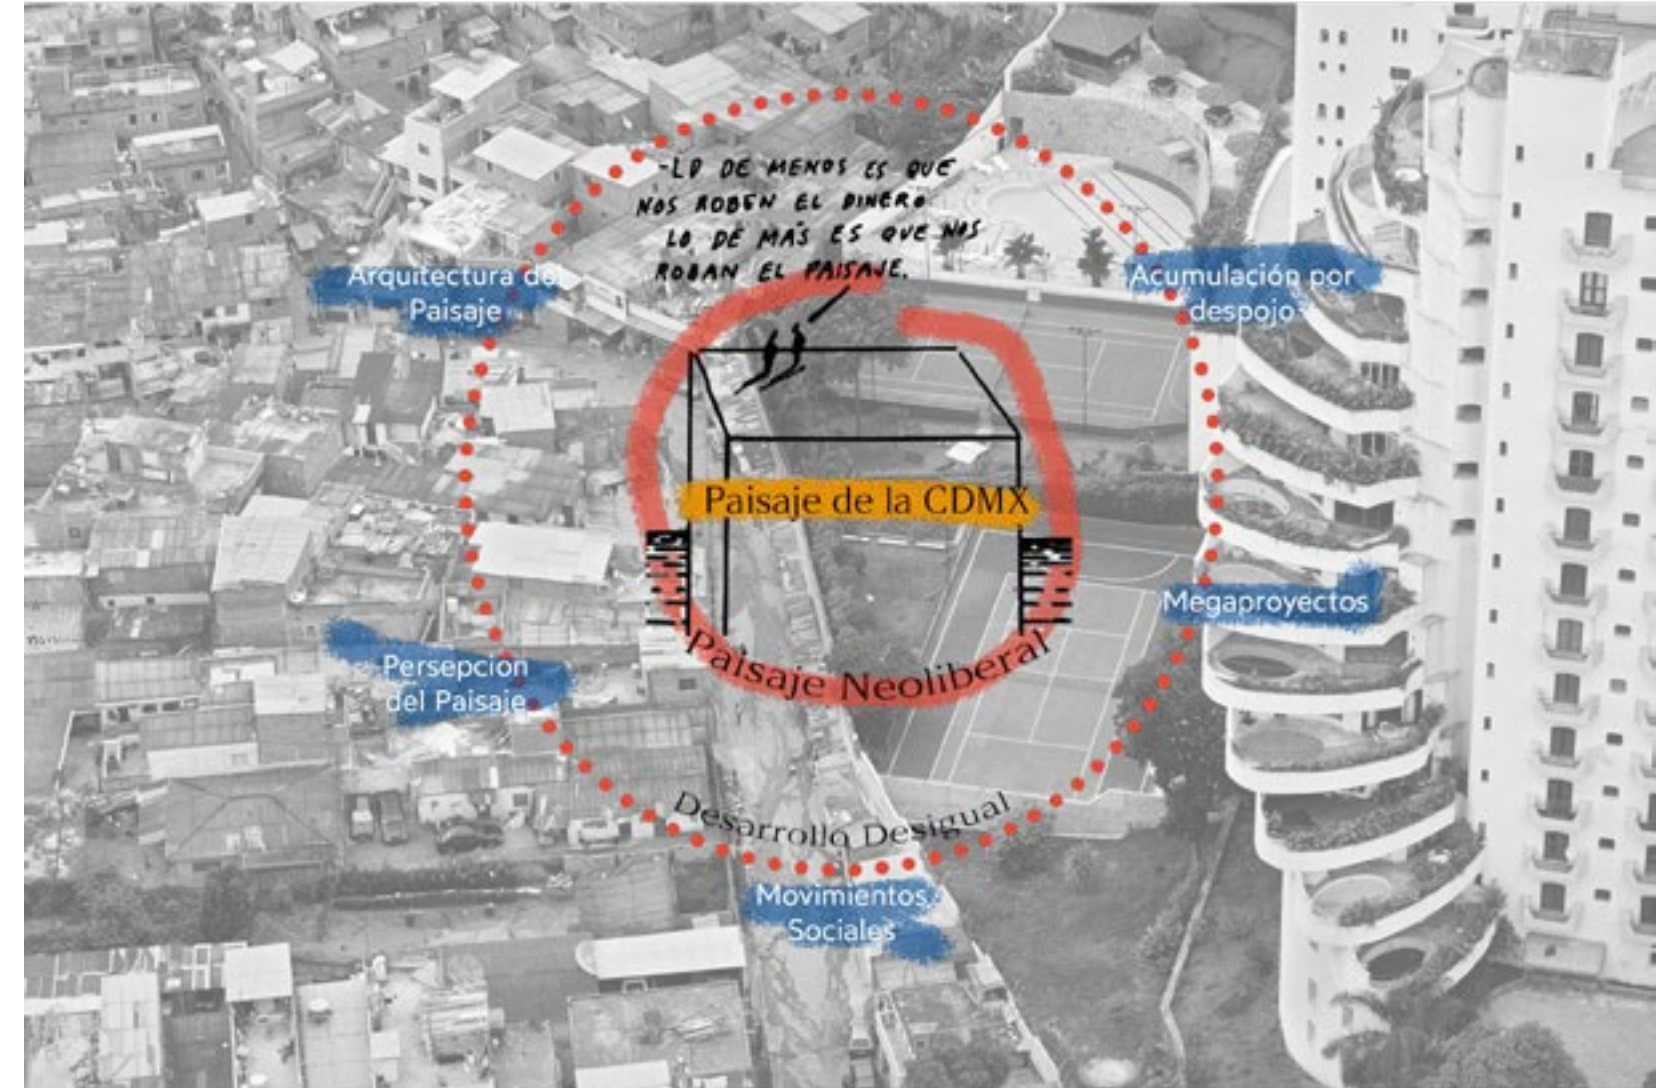 -LO DE MENOS ES QUE
NOS ROBEN EL DINERO
LO DE MÁS ES QUE NOS
ROBAN EL PAISAJE.
Arquitectura del
Paisaje
Acumulación por
despojo
Paisaje de la CDMX
Megaproyectos
Paisaje Neoliberal
Persepción
del Paisaje
Desarrollo Desigual
Movimientos
Sociales